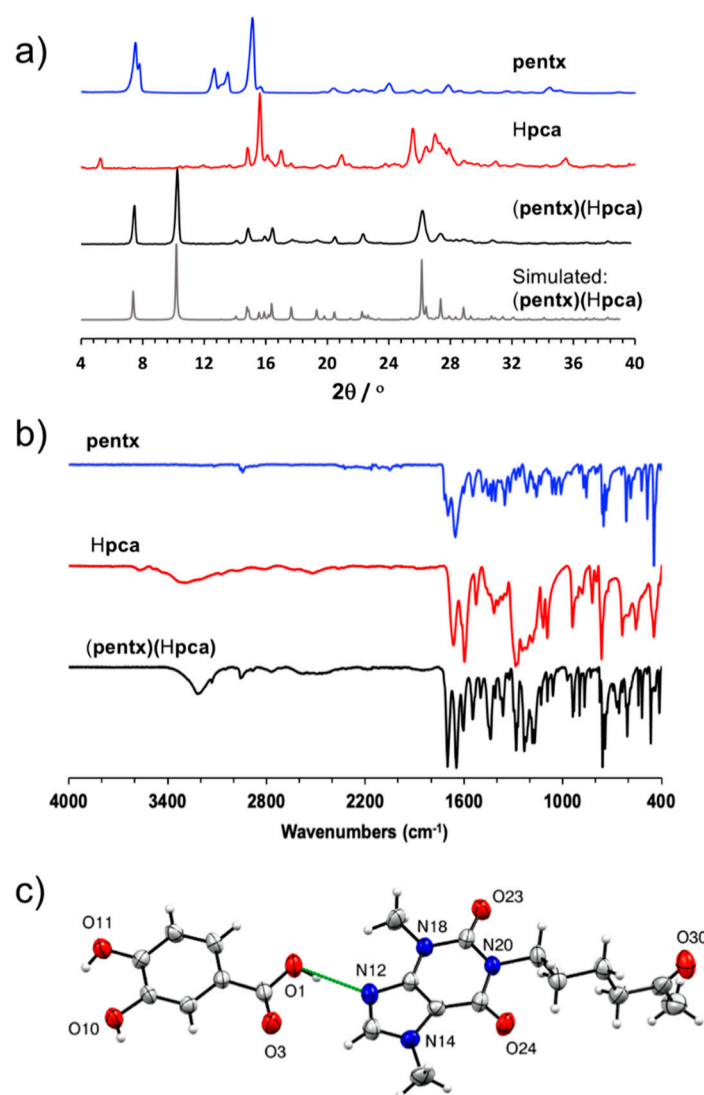 a)
pentx
Hpca
(pentx)(Hpca)
Simulated:
(pentx)(Hpca)
4 8 12 16 20 24 28 32 36 40
2θ / °
b)
pentx
Hpca
(pentx)(Hpca)
4000 3400 2800 2200 1600 1000 400
Wavenumbers (cm-1)
c)
O11
O10
O1
O3
N12
N18
O23
N20
N14
O24
O30